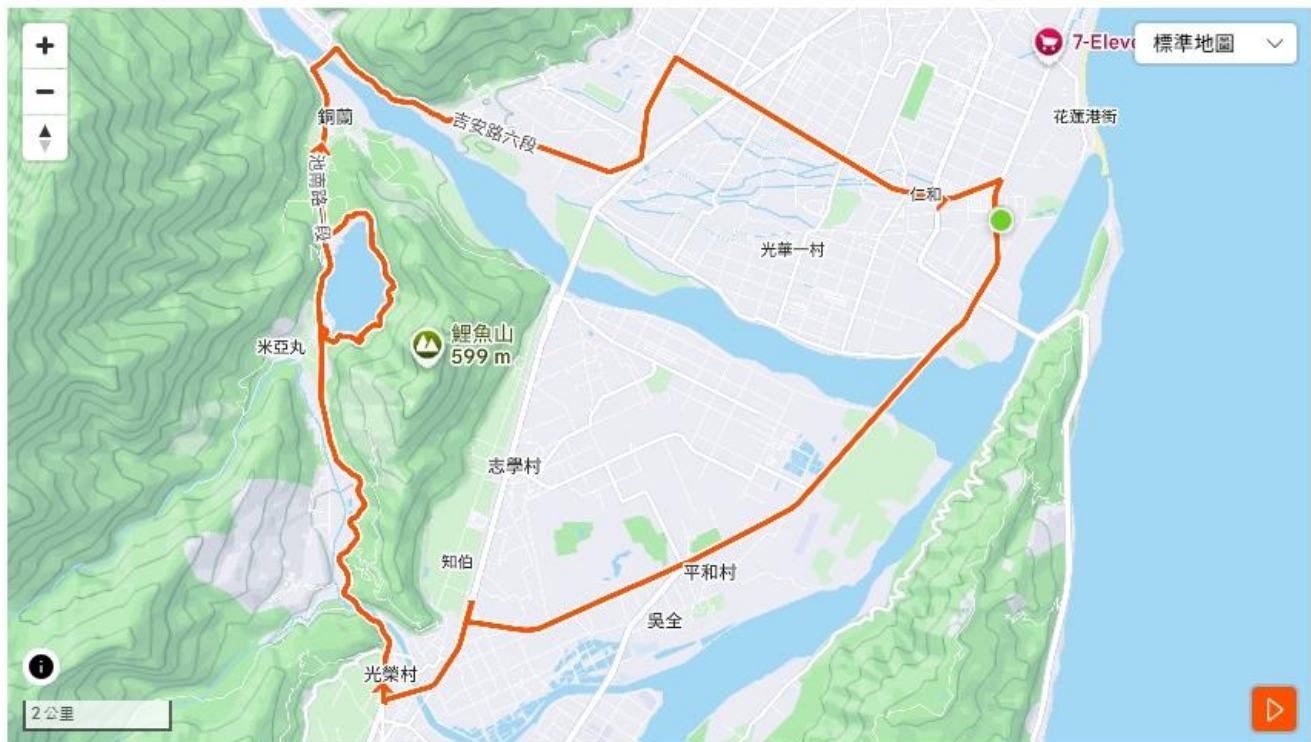 +
−
7-Eleve
標準地圖
花蓮港街
銅蘭
吉安路六段
池南路一段
仁和
光華一村
米亞丸
鯉魚山
599 m
志學村
知伯
平和村
吳全
光榮村
2 公里